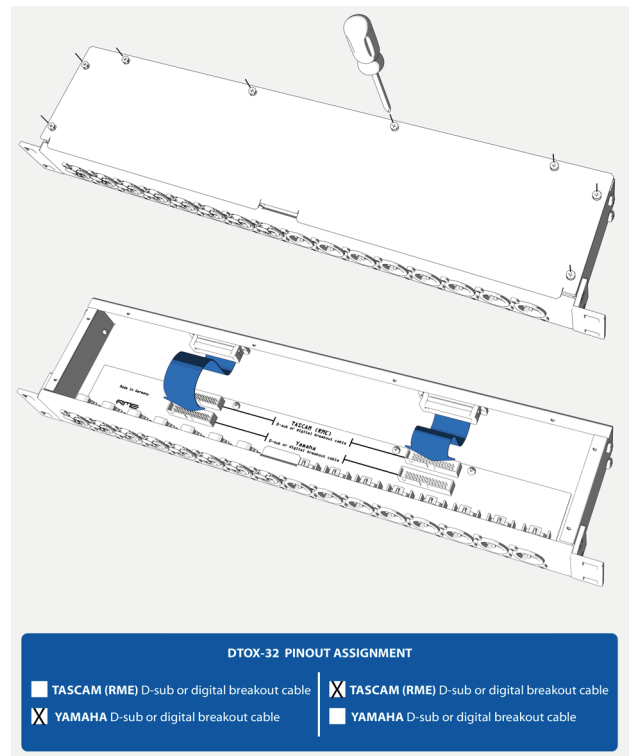 Made in Germany
RME
TASCAM (RME)
D-sub or digital breakout cable
Yamaha
D-sub or digital breakout cable
DTOX-32 PINOUT ASSIGNMENT
TASCAM (RME) D-sub or digital breakout cable
X YAMAHA D-sub or digital breakout cable
X TASCAM (RME) D-sub or digital breakout cable
YAMAHA D-sub or digital breakout cable